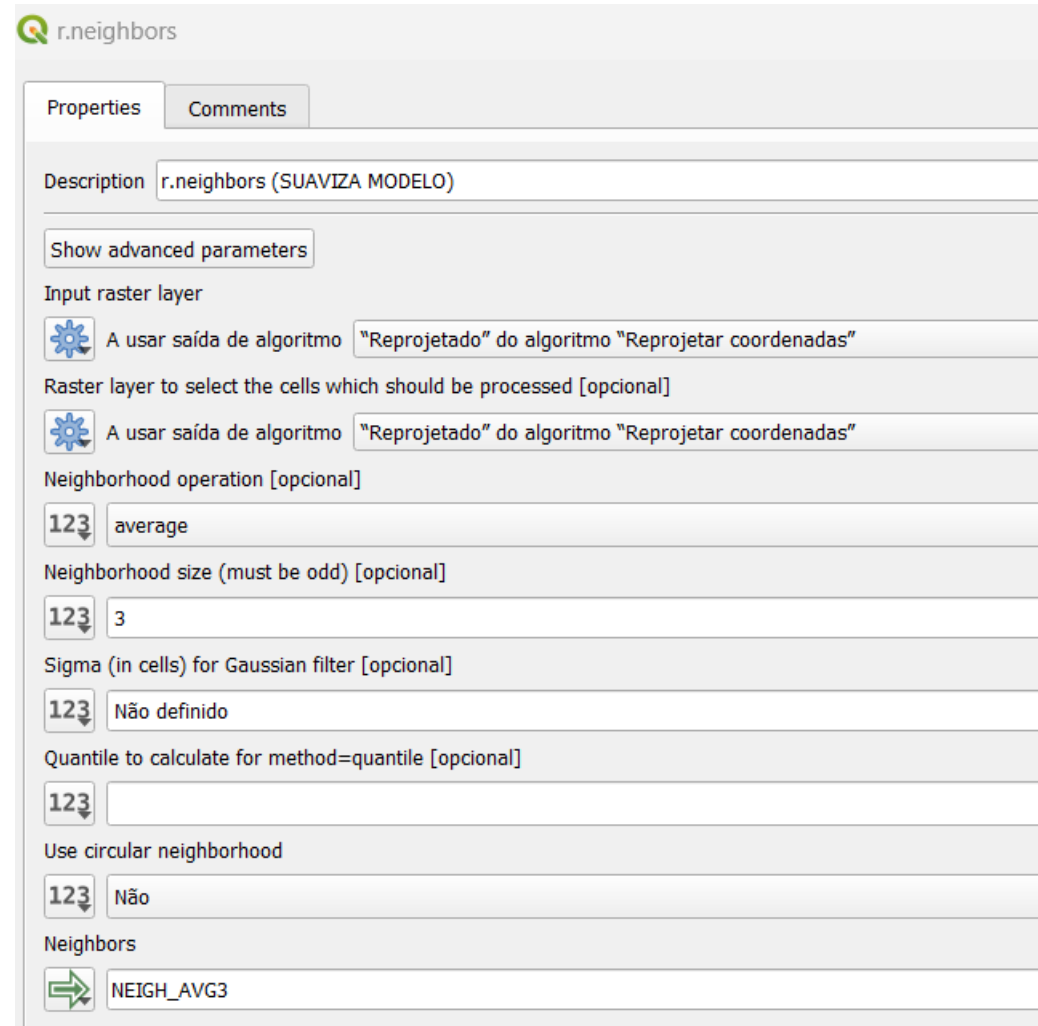 r.neighbors
Properties Comments
Description r.neighbors (SUAVIZA MODELO)
Show advanced parameters
Input raster layer
A usar saída de algoritmo “Reprojetado” do algoritmo “Reprojetar coordenadas”
Raster layer to select the cells which should be processed [opcional]
A usar saída de algoritmo “Reprojetado” do algoritmo “Reprojetar coordenadas”
Neighborhood operation [opcional]
123 average
Neighborhood size (must be odd) [opcional]
123 3
Sigma (in cells) for Gaussian filter [opcional]
123 Não definido
Quantile to calculate for method=quantile [opcional]
123
Use circular neighborhood
123 Não
Neighbors
NEIGH_AVG3